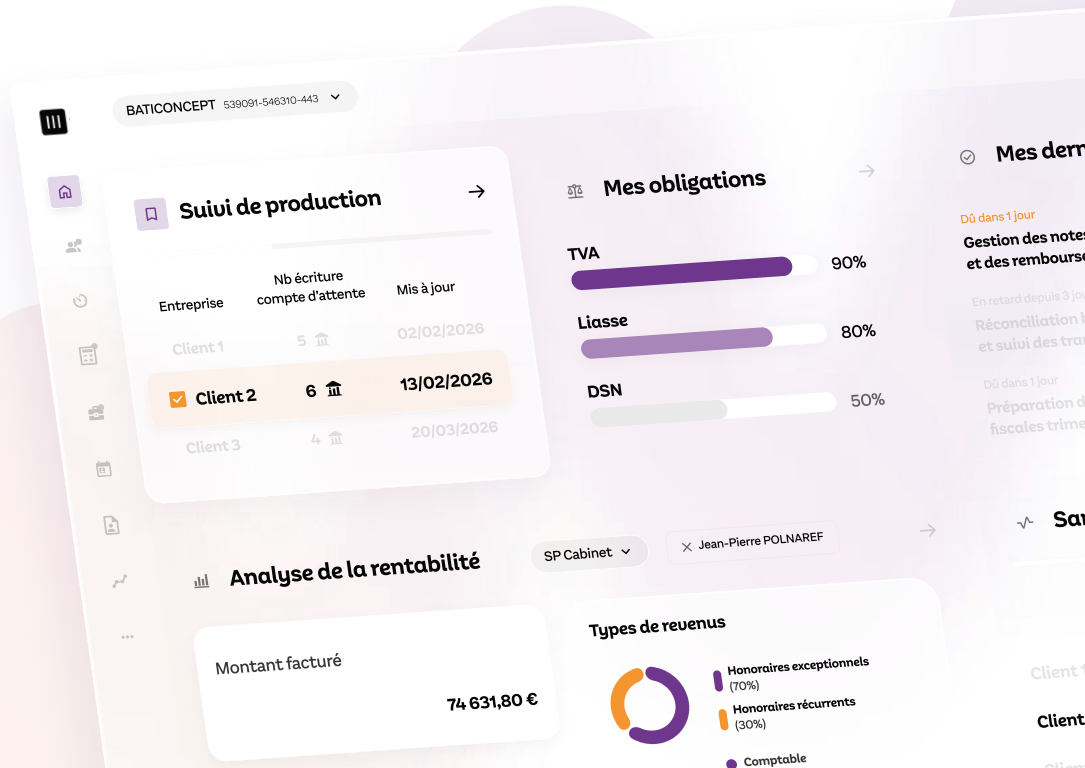 BATICONCEPT 539091-546310-443
Suivi de production
Entreprise
Nb écriture
compte d'attente
Mis à jour
Client 1 5 02/02/2026
Client 2 6 13/02/2026
Client 3 4 20/03/2026
Mes obligations
TVA
90%
Liasse
80%
DSN
50%
Mes dern
Dû dans 1 jour
Gestion des notes
et des rembourse
En retard depuis 3 jou
Réconciliation
et suivi des tra
Dû dans 1 jour
Préparation d
fiscales trime
Analyse de la rentabilité
SP Cabinet
Jean-Pierre POLNAREF
Montant facturé
74 631,80 €
Types de revenus
Honoraires exceptionnels
(70%)
Honoraires récurrents
(30%)
Comptable
Client 1
Client